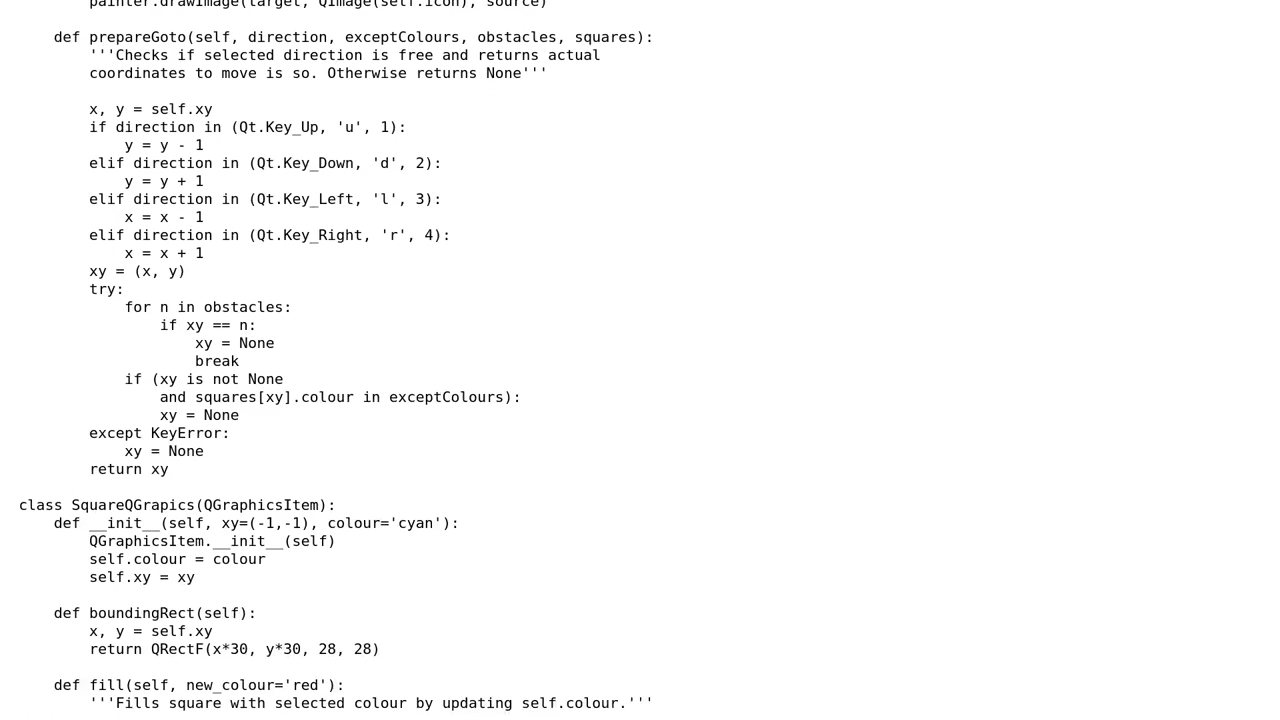 painter.drawImage(target, QImage(self.icon), source)
def prepareGoto(self, direction, exceptColours, obstacles, squares):
'''Checks if selected direction is free and returns actual
coordinates to move is so. Otherwise returns None'''
x, y = self.xy
if direction in (Qt.Key_Up, 'u', 1):
y = y - 1
elif direction in (Qt.Key_Down, 'd', 2):
y = y + 1
elif direction in (Qt.Key_Left, 'l', 3):
x = x - 1
elif direction in (Qt.Key_Right, 'r', 4):
x = x + 1
xy = (x, y)
try:
for n in obstacles:
if xy == n:
xy = None
break
if (xy is not None
and squares[xy].colour in exceptColours):
xy = None
except KeyError:
xy = None
return xy
class SquareQGrapics(QGraphicsItem):
def __init__(self, xy=(-1,-1), colour='cyan'):
QGraphicsItem.__init__(self)
self.colour = colour
self.xy = xy
def boundingRect(self):
x, y = self.xy
return QRectF(x*30, y*30, 28, 28)
def fill(self, new_colour='red'):
'''Fills square with selected colour by updating self.colour.'''